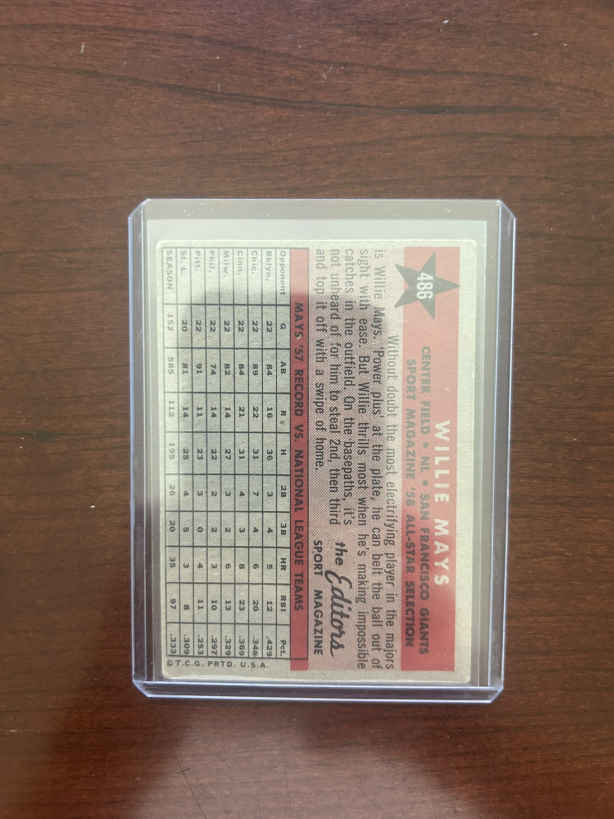 486
WILLIE MAYS
CENTER FIELD • NL • SAN FRANCISCO GIANTS
SPORT MAGAZINE '58 ALL-STAR SELECTION
Without doubt the most electrifying player in the majors
is Willie Mays. 'Power plus' at the plate, he can belt the ball out of
sight with ease. But Willie thrills most when he's making impossible
catches in the outfield. On the basepaths, it's
not unheard of for him to steal 2nd, then third
and top it off with a swipe of home.
the Editors
SPORT MAGAZINE
MAYS '57 RECORD VS. NATIONAL LEAGUE TEAMS
Opponent G AB R H 2B 3B HR RBI Pct.
Bklyn. 22 84 16 36 3 4 5 12 .429
Chic. 22 89 22 31 7 4 6 20 .348
Cinn. 22 84 21 31 4 3 8 23 .369
Milw. 22 82 14 27 3 2 6 13 .329
Phil. 22 74 14 22 2 2 3 10 .297
Pitt. 22 91 11 23 3 0 4 11 .253
St. L. 20 81 14 25 4 5 3 8 .309
SEASON 152 585 112 195 26 20 35 97 .333
© T.C.G. PRTD. U.S.A.